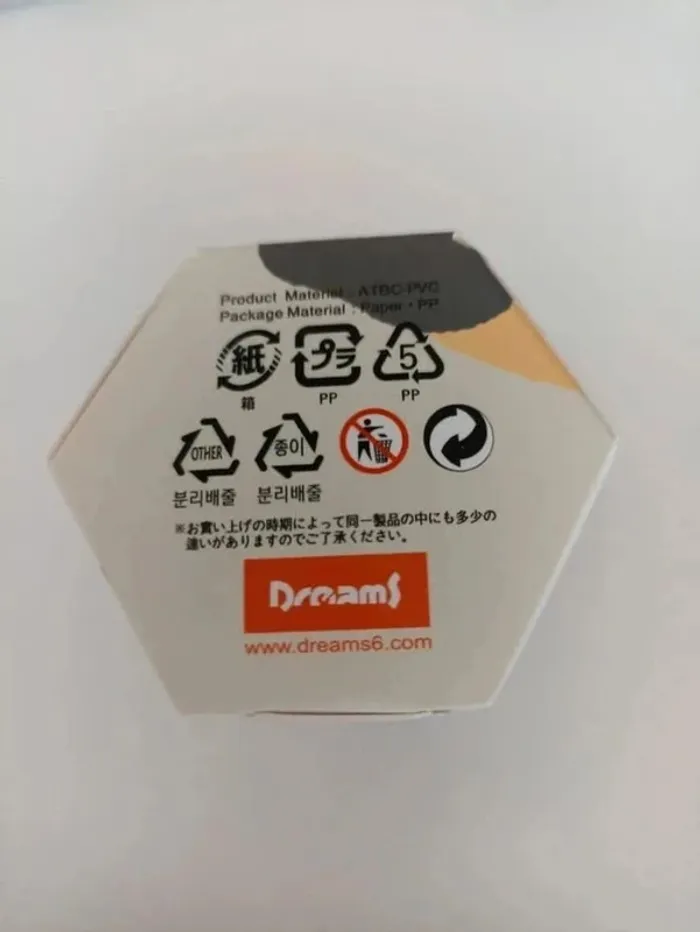 Product Material : ATBC-PVC
Package Material : Paper・PP
紙 プラ 5
箱 PP PP
OTHER 종이
분리배출 분리배출
※お買い上げの時期によって同一製品の中にも多少の
違いがありますのでご了承ください。
Dreams
www.dreams6.com